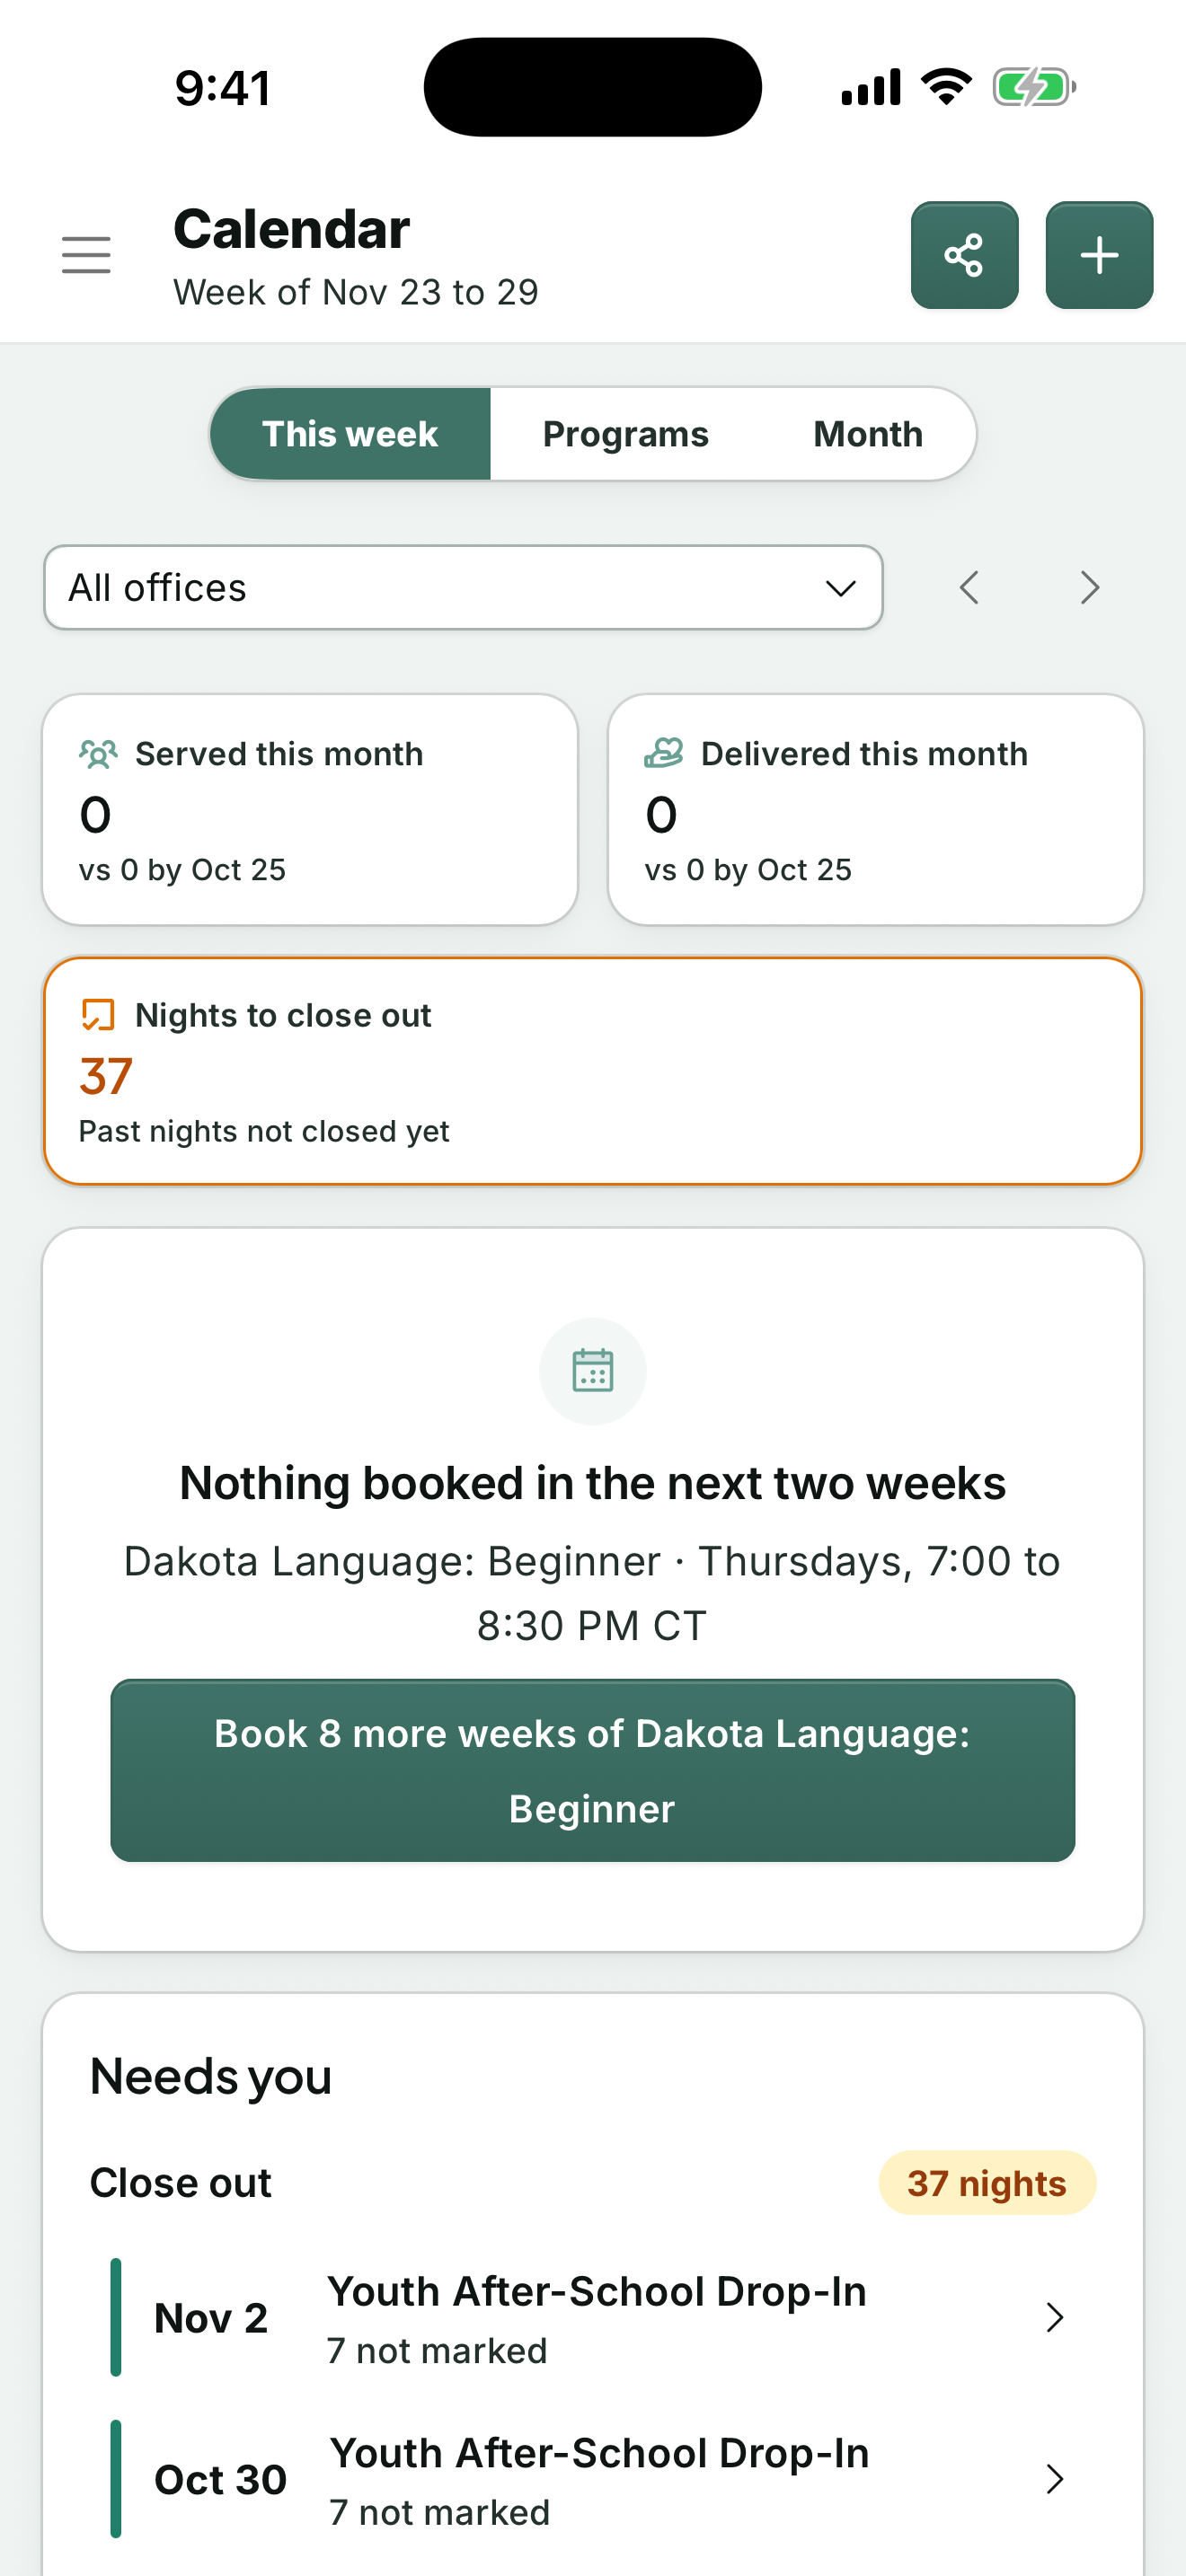 9:41
Calendar
Week of Nov 23 to 29
This week
Programs
Month
All offices
Served this month
0
vs 0 by Oct 25
Delivered this month
0
vs 0 by Oct 25
Nights to close out
37
Past nights not closed yet
Nothing booked in the next two weeks
Dakota Language: Beginner · Thursdays, 7:00 to
8:30 PM CT
Book 8 more weeks of Dakota Language:
Beginner
Needs you
Close out
37 nights
Nov 2
Youth After-School Drop-In
7 not marked
Oct 30
Youth After-School Drop-In
7 not marked